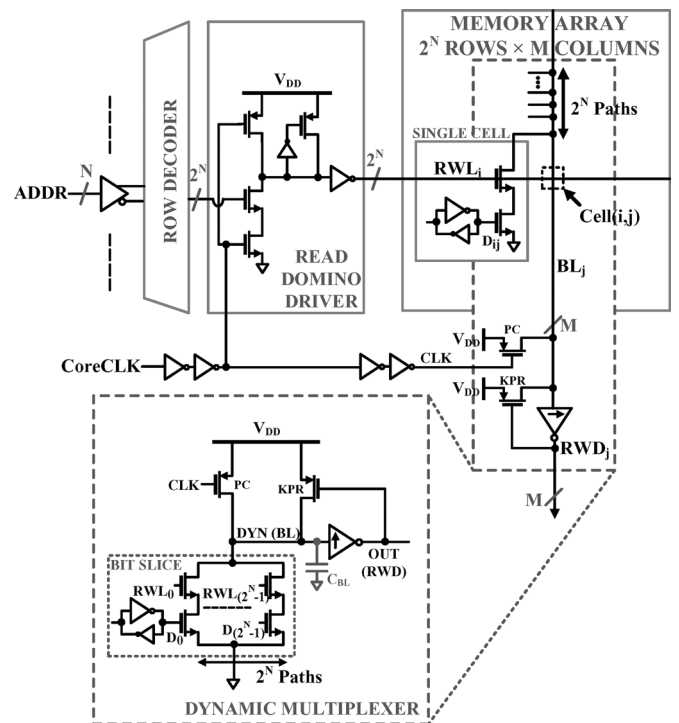 MEMORY ARRAY
2^N ROWS × M COLUMNS
V_DD
2^N Paths
SINGLE CELL
N
ADDR
ROW DECODER
2^N
2^N
RWL_i
Cell(i,j)
D_ij
READ
DOMINO
DRIVER
BL_j
M
V_DD
PC
CoreCLK
CLK
V_DD
KPR
RWD_j
M
V_DD
CLK
PC
KPR
DYN (BL)
OUT
(RWD)
C_BL
BIT SLICE
RWL_0
RWL_(2^N-1)
D_0
D_(2^N-1)
2^N Paths
DYNAMIC MULTIPLEXER